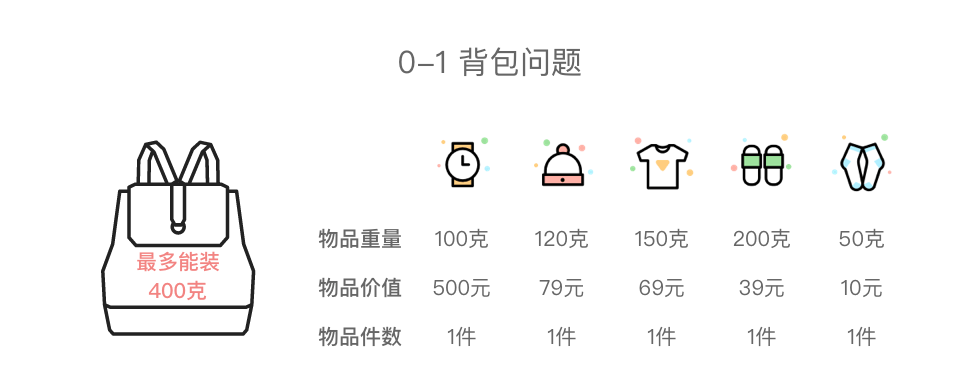 0-1 背包问题
最多能装
400克
物品重量 100克 120克 150克 200克 50克
物品价值 500元 79元 69元 39元 10元
物品件数 1件 1件 1件 1件 1件